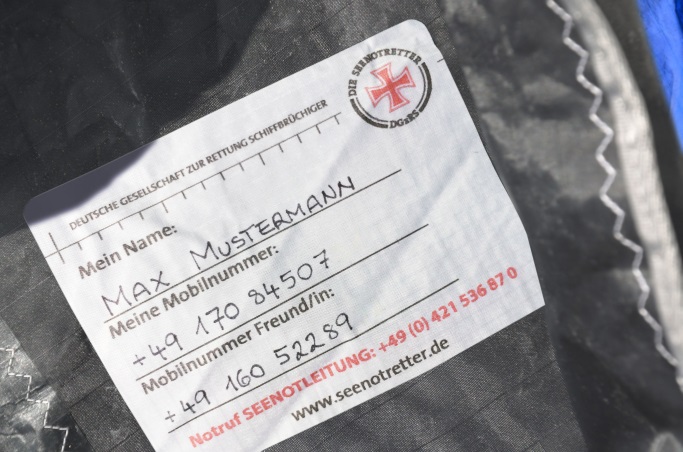 DIE SEENOTRETTER
DGzRS
DEUTSCHE GESELLSCHAFT ZUR RETTUNG SCHIFFBRÜCHIGER
Mein Name:
MAX MUSTERMANN
Meine Mobilnummer:
+49 170 84507
Mobilnummer Freund/in:
+49 160 52289
Notruf SEENOTLEITUNG: +49 (0) 421 536 87 0
www.seenotretter.de